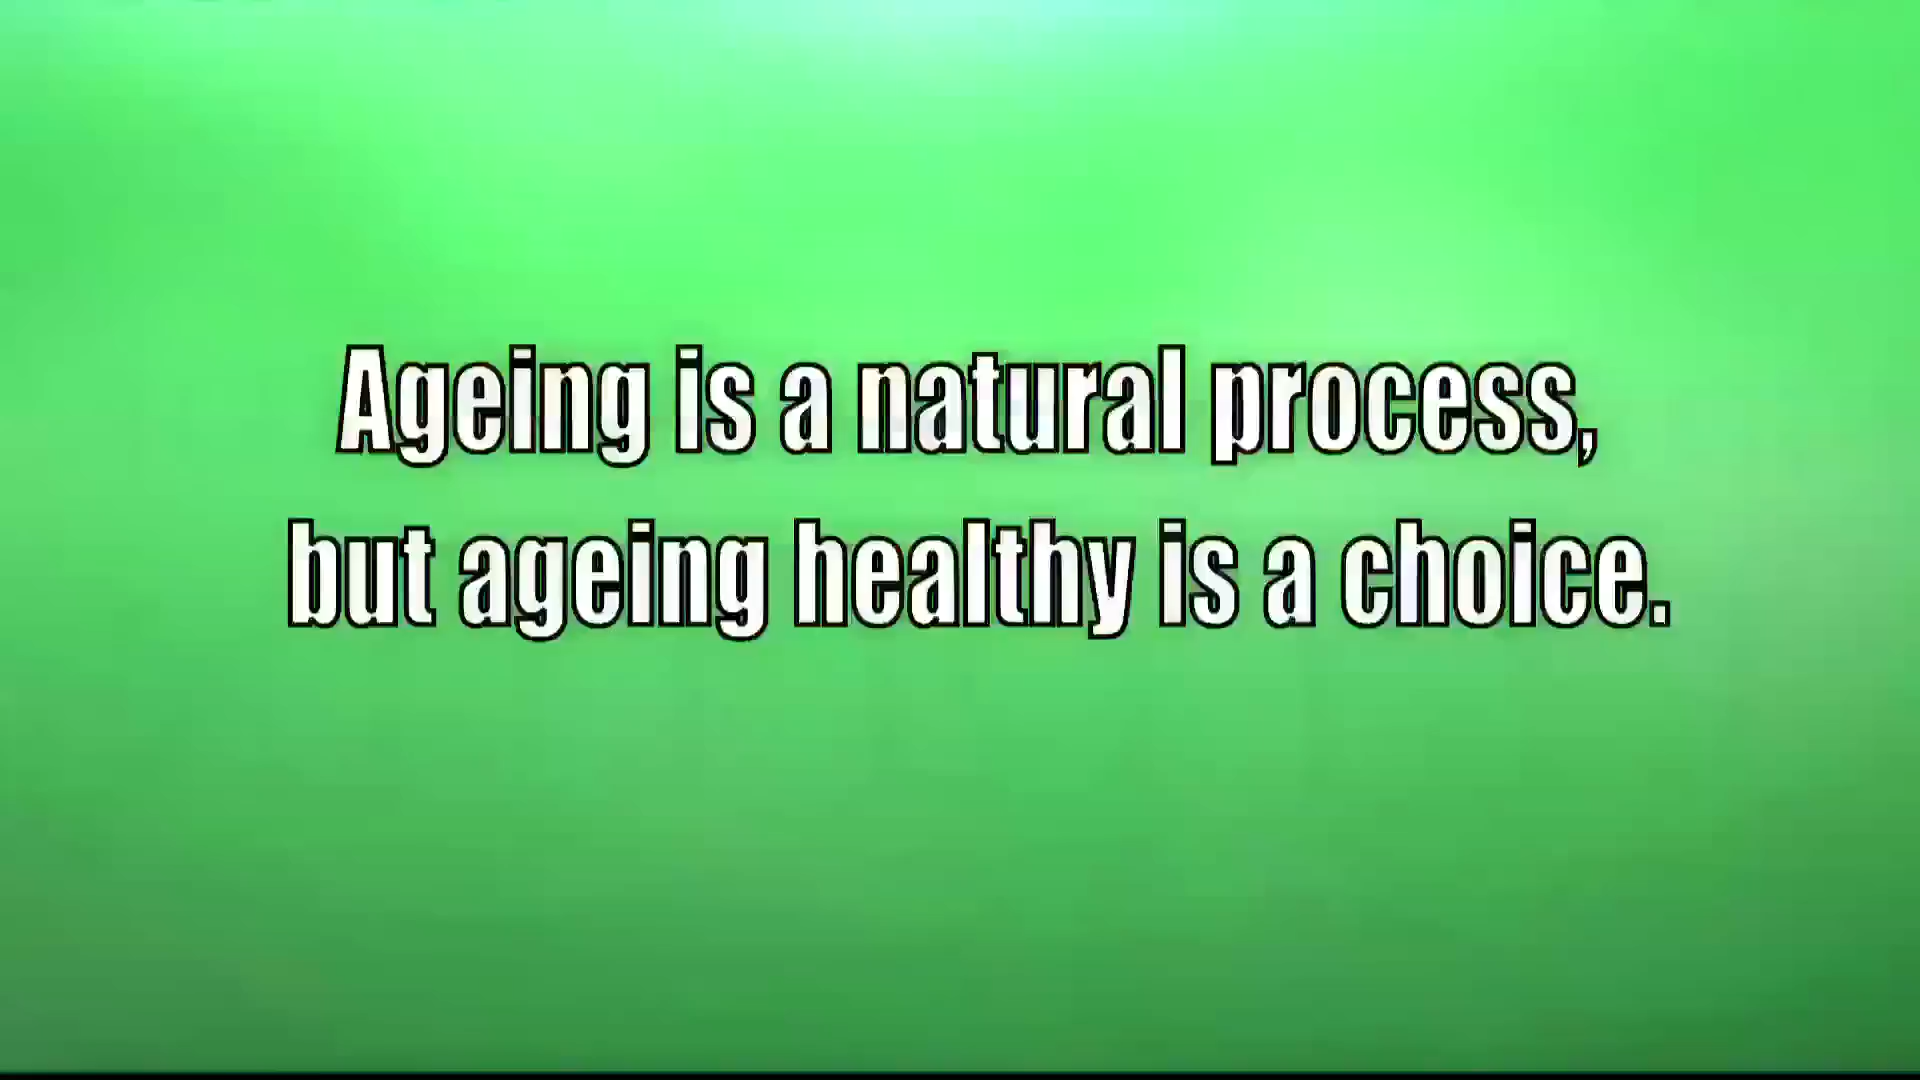 Ageing is a natural process,
but ageing healthy is a choice.